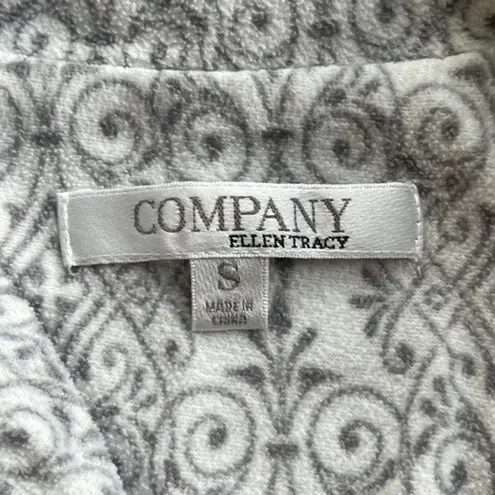 COMPANY
ELLEN TRACY
S
MADE IN
CHINA